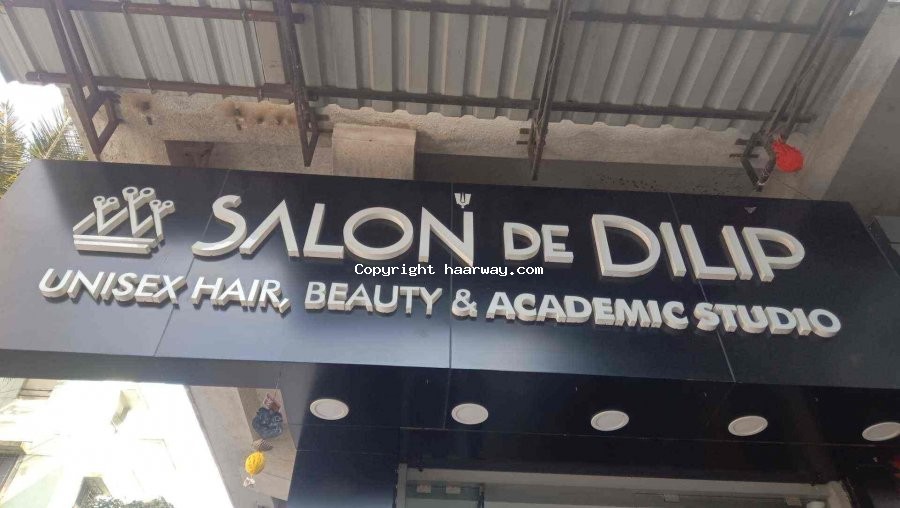 SALON DE DILIP
Copyright haarway.com
UNISEX HAIR, BEAUTY & ACADEMIC STUDIO